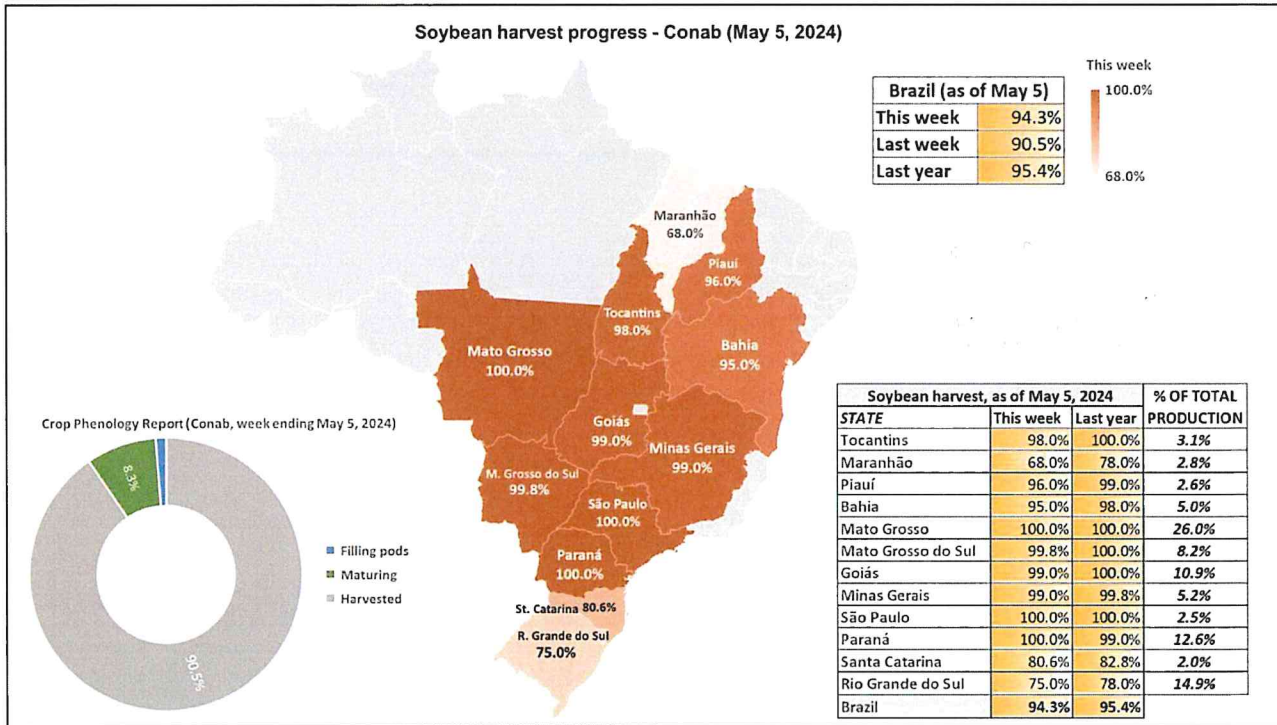 Soybean harvest progress - Conab (May 5, 2024)
This week
100.0%
68.0%
Brazil (as of May 5)
This week 94.3%
Last week 90.5%
Last year 95.4%
Maranhão
68.0%
Piauí
96.0%
Tocantins
98.0%
Bahia
95.0%
Mato Grosso
100.0%
Goiás
99.0%
Minas Gerais
99.0%
M. Grosso do Sul
99.8%
São Paulo
100.0%
Paraná
100.0%
St. Catarina 80.6%
R. Grande do Sul
75.0%
Crop Phenology Report (Conab, week ending May 5, 2024)
8.3%
90.5%
Filling pods
Maturing
Harvested
Soybean harvest, as of May 5, 2024 % OF TOTAL
STATE This week Last year PRODUCTION
Tocantins 98.0% 100.0% 3.1%
Maranhão 68.0% 78.0% 2.8%
Piauí 96.0% 99.0% 2.6%
Bahia 95.0% 98.0% 5.0%
Mato Grosso 100.0% 100.0% 26.0%
Mato Grosso do Sul 99.8% 100.0% 8.2%
Goiás 99.0% 100.0% 10.9%
Minas Gerais 99.0% 99.8% 5.2%
São Paulo 100.0% 100.0% 2.5%
Paraná 100.0% 99.0% 12.6%
Santa Catarina 80.6% 82.8% 2.0%
Rio Grande do Sul 75.0% 78.0% 14.9%
Brazil 94.3% 95.4%